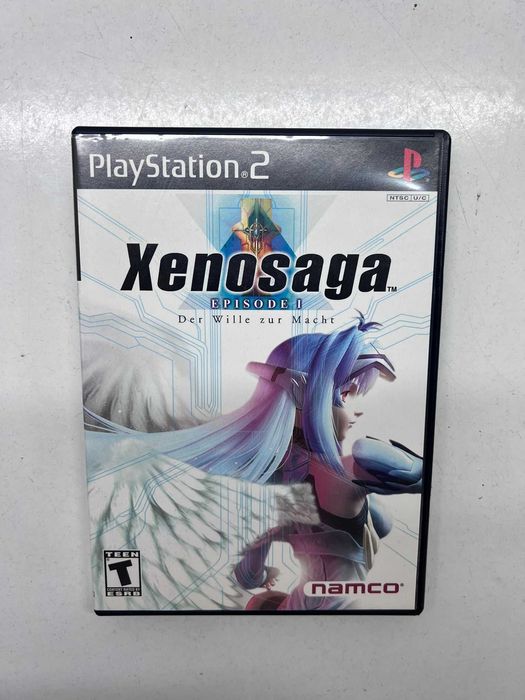 PlayStation®2
NTSC U/C
Xenosaga™
EPISODE I
Der Wille zur Macht
TEEN
T
CONTENT RATED BY
ESRB
namco®